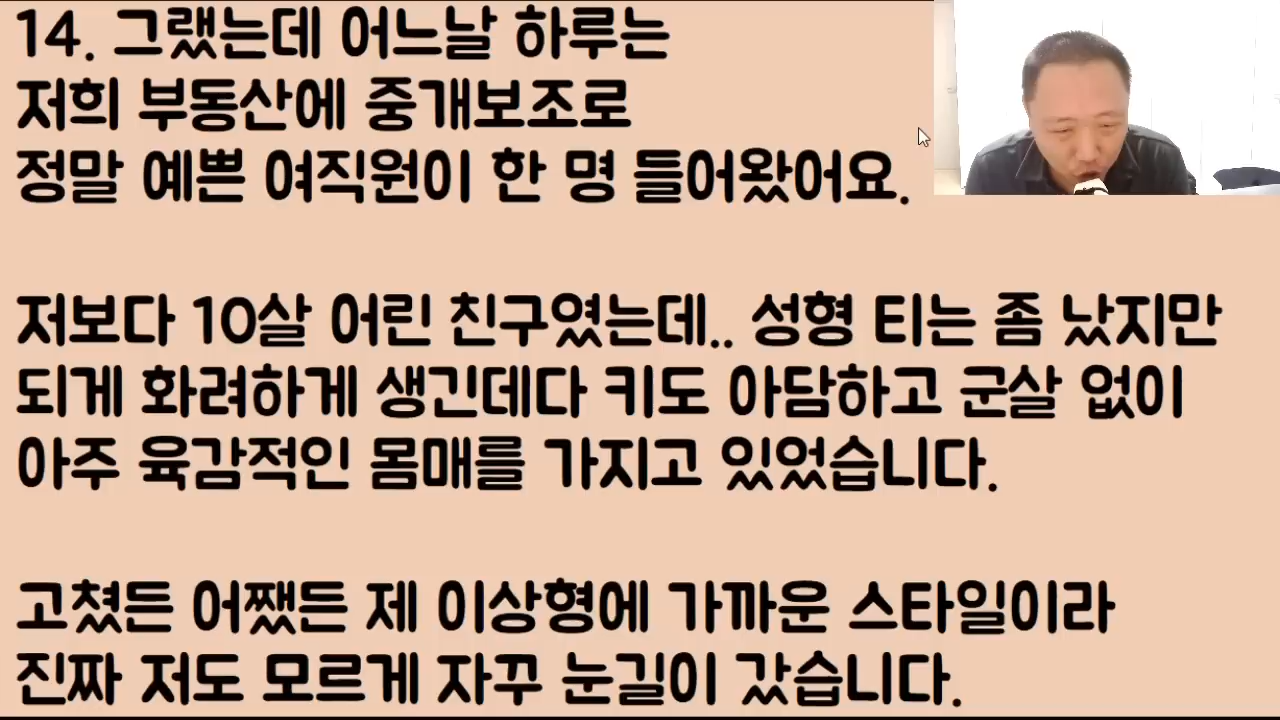 14. 그랬는데 어느날 하루는
저희 부동산에 중개보조로
정말 예쁜 여직원이 한 명 들어왔어요.
저보다 10살 어린 친구였는데.. 성형 티는 좀 났지만
되게 화려하게 생긴데다 키도 아담하고 군살 없이
아주 육감적인 몸매를 가지고 있었습니다.
고쳤든 어쨌든 제 이상형에 가까운 스타일이라
진짜 저도 모르게 자꾸 눈길이 갔습니다.